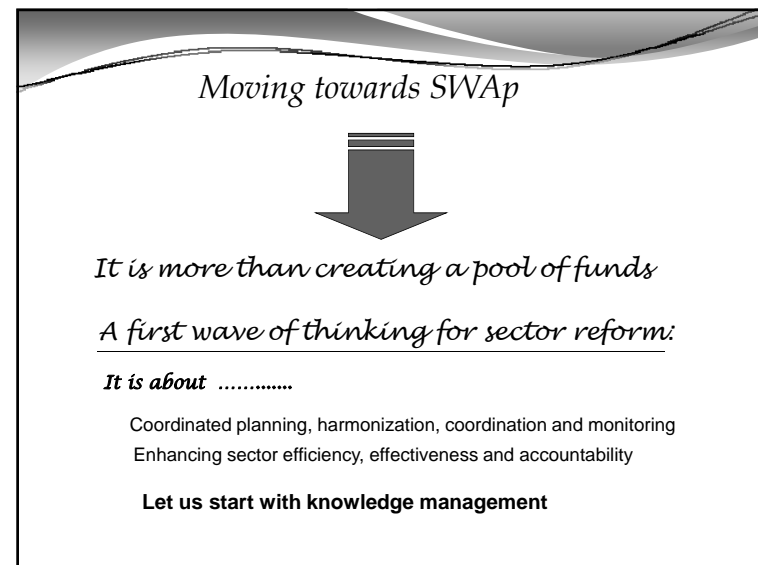 Moving towards SWAp
It is more than creating a pool of funds
A first wave of thinking for sector reform:
It is about .............
Coordinated planning, harmonization, coordination and monitoring
Enhancing sector efficiency, effectiveness and accountability
Let us start with knowledge management